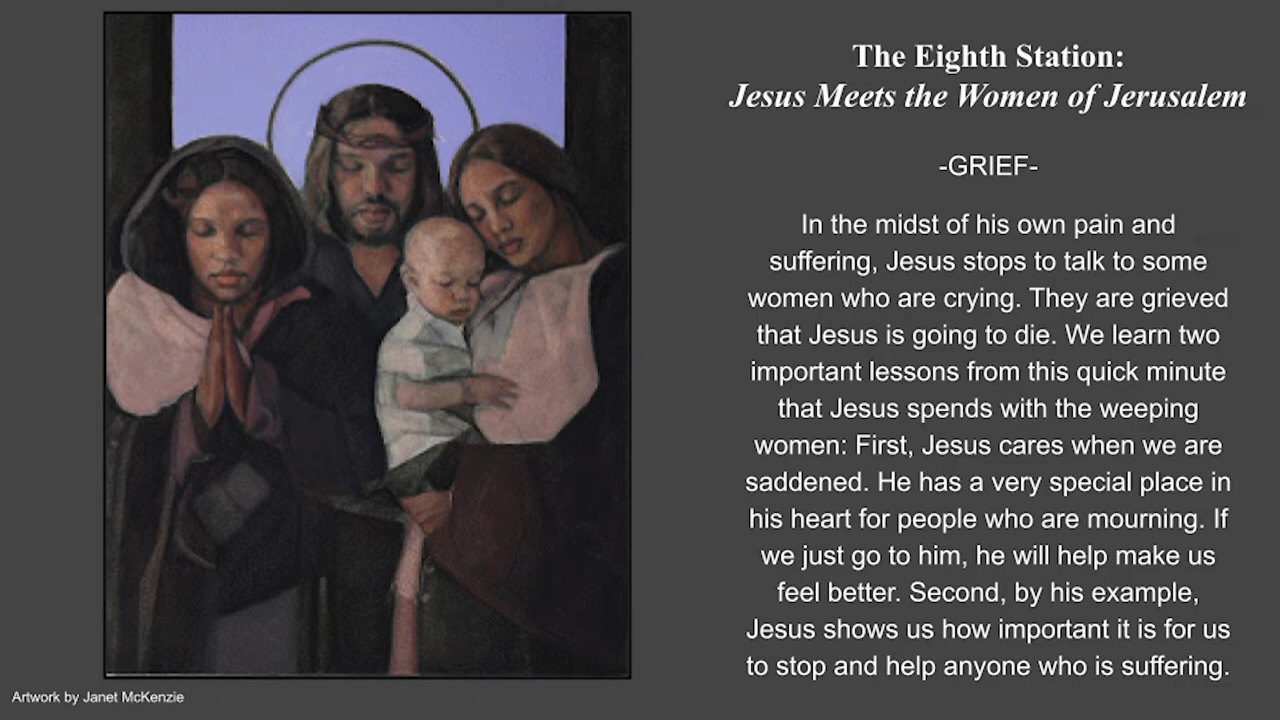 The Eighth Station:
Jesus Meets the Women of Jerusalem
-GRIEF-
In the midst of his own pain and
suffering, Jesus stops to talk to some
women who are crying. They are grieved
that Jesus is going to die. We learn two
important lessons from this quick minute
that Jesus spends with the weeping
women: First, Jesus cares when we are
saddened. He has a very special place in
his heart for people who are mourning. If
we just go to him, he will help make us
feel better. Second, by his example,
Jesus shows us how important it is for us
to stop and help anyone who is suffering.
Artwork by Janet McKenzie